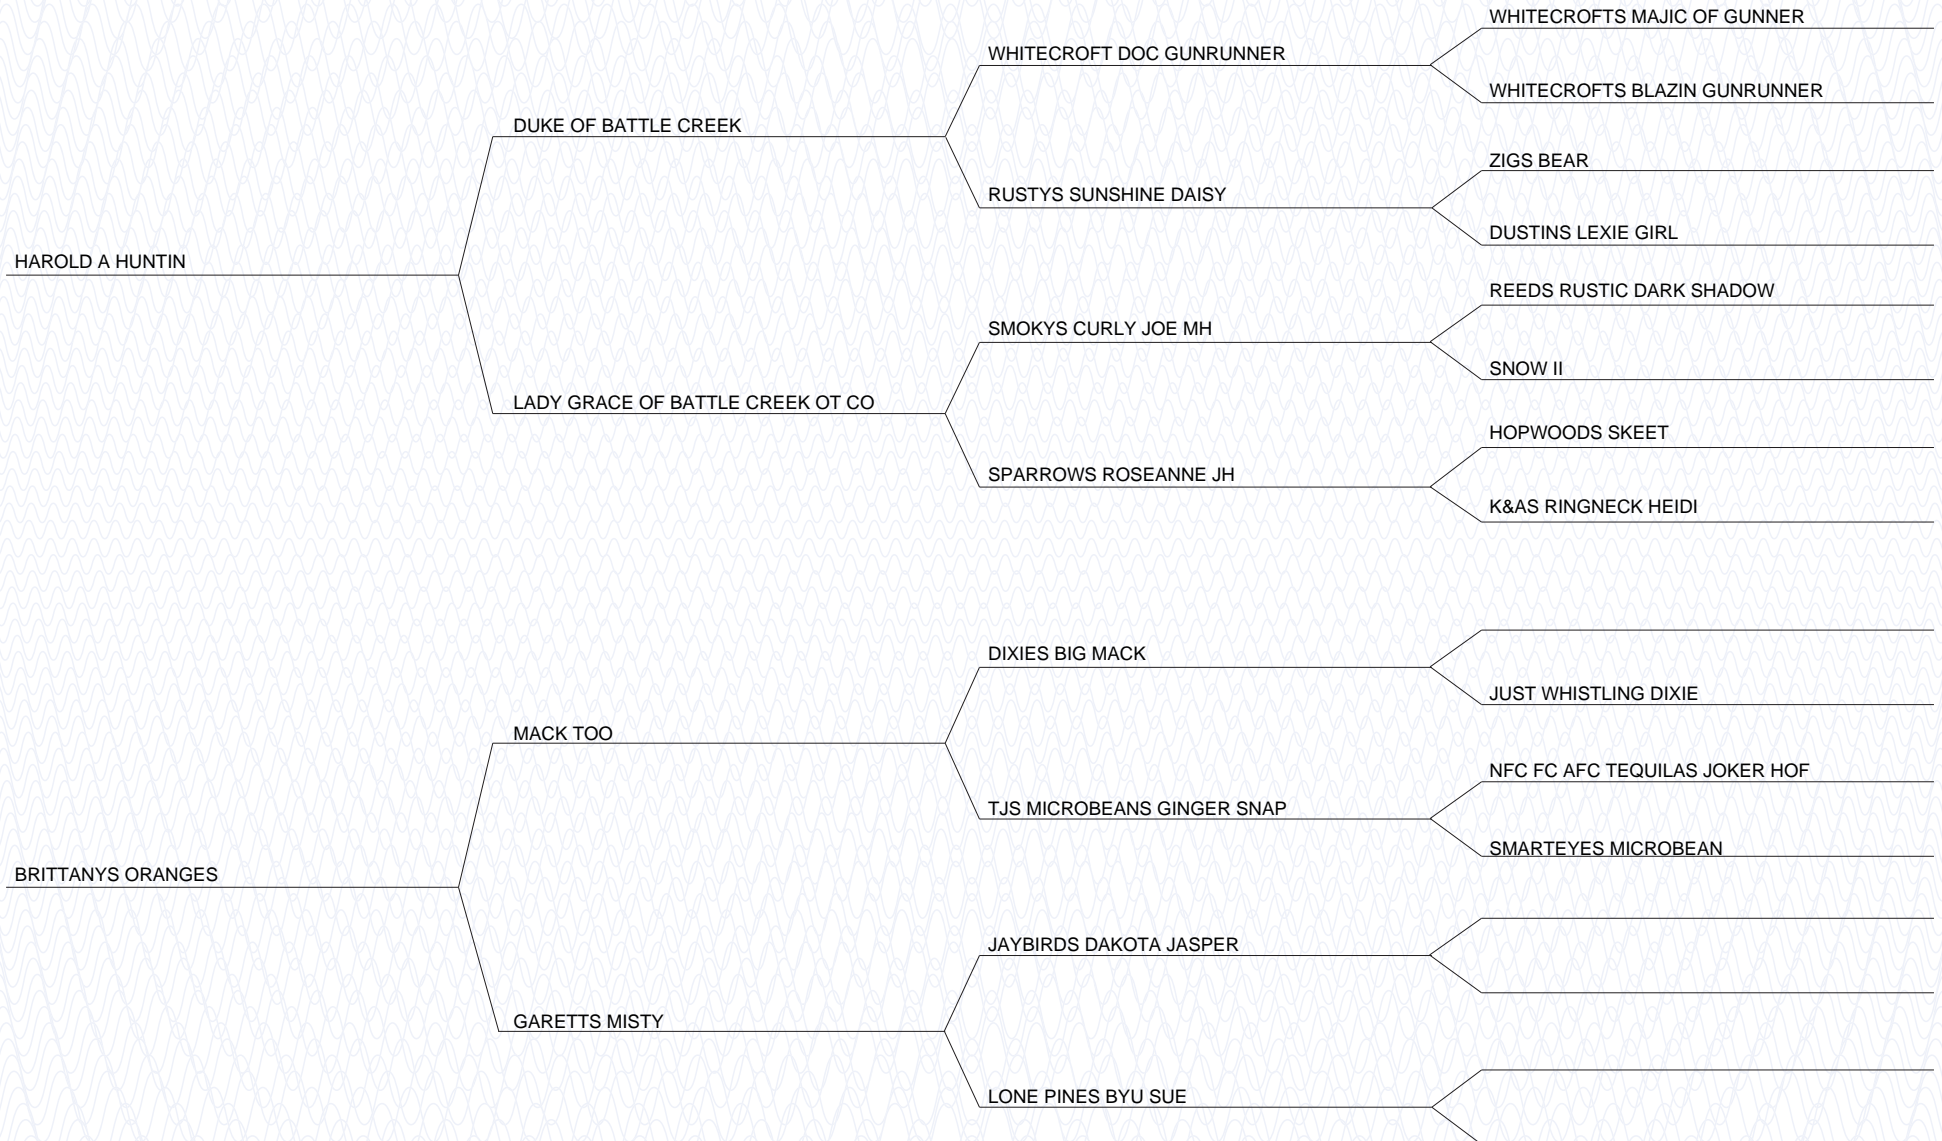 WHITECROFTS MAJIC OF GUNNER
WHITECROFT DOC GUNRUNNER
WHITECROFTS BLAZIN GUNRUNNER
DUKE OF BATTLE CREEK
ZIGS BEAR
RUSTYS SUNSHINE DAISY
DUSTINS LEXIE GIRL
HAROLD A HUNTIN
REEDS RUSTIC DARK SHADOW
SMOKYS CURLY JOE MH
SNOW II
LADY GRACE OF BATTLE CREEK OT CO
HOPWOODS SKEET
SPARROWS ROSEANNE JH
K&AS RINGNECK HEIDI
DIXIES BIG MACK
JUST WHISTLING DIXIE
MACK TOO
NFC FC AFC TEQUILAS JOKER HOF
TJS MICROBEANS GINGER SNAP
SMARTEYES MICROBEAN
BRITTANYS ORANGES
JAYBIRDS DAKOTA JASPER
GARETTS MISTY
LONE PINES BYU SUE